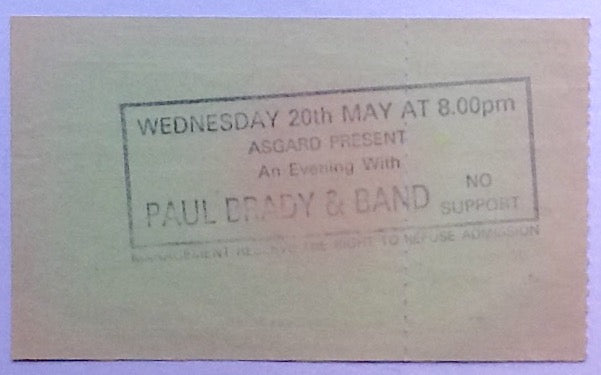 WEDNESDAY 20th MAY AT 8.00pm
ASGARD PRESENT
An Evening With
PAUL BRADY & BAND NO SUPPORT
MANAGEMENT RESERVE THE RIGHT TO REFUSE ADMISSION